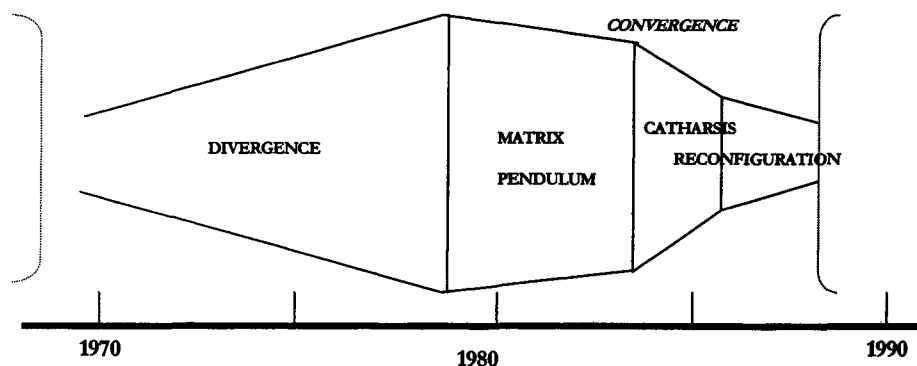 CONVERGENCE
DIVERGENCE
MATRIX
PENDULUM
CATHARSIS
RECONFIGURATION
1970
1980
1990